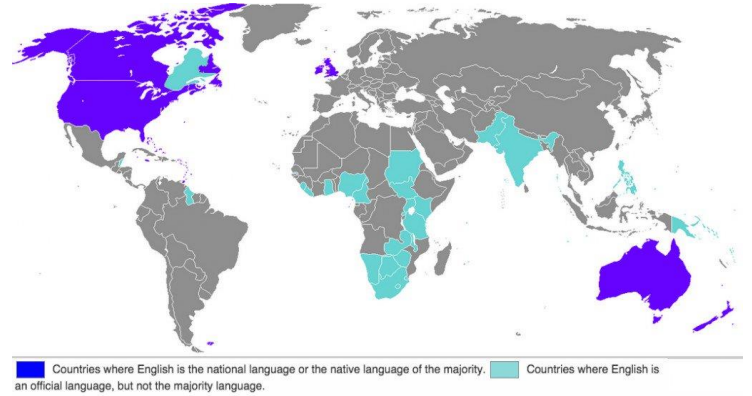 Countries where English is the national language or the native language of the majority. Countries where English is
an official language, but not the majority language.